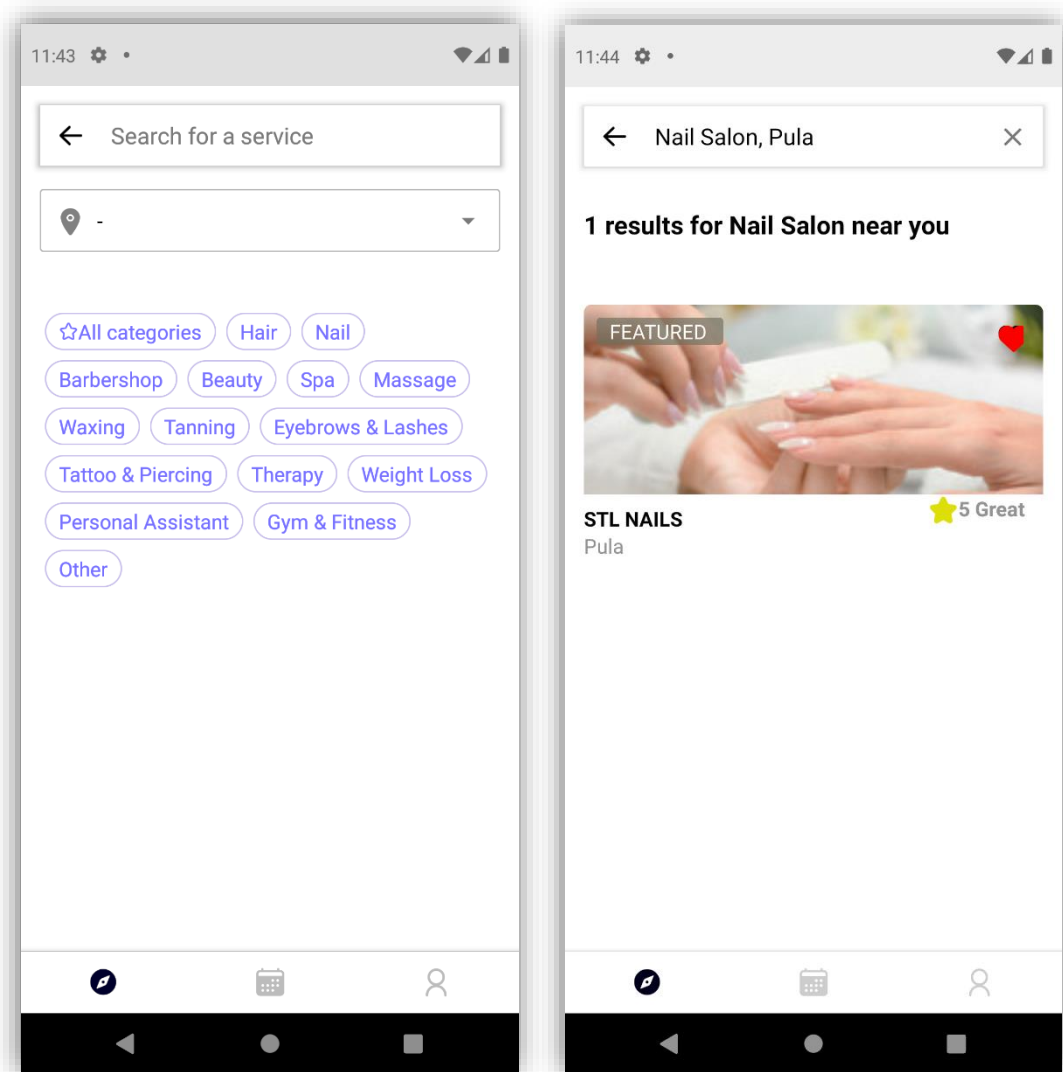 11:43
Search for a service
-
All categories Hair Nail
Barbershop Beauty Spa Massage
Waxing Tanning Eyebrows & Lashes
Tattoo & Piercing Therapy Weight Loss
Personal Assistant Gym & Fitness
Other
11:44
Nail Salon, Pula
1 results for Nail Salon near you
FEATURED
STL NAILS
5 Great
Pula